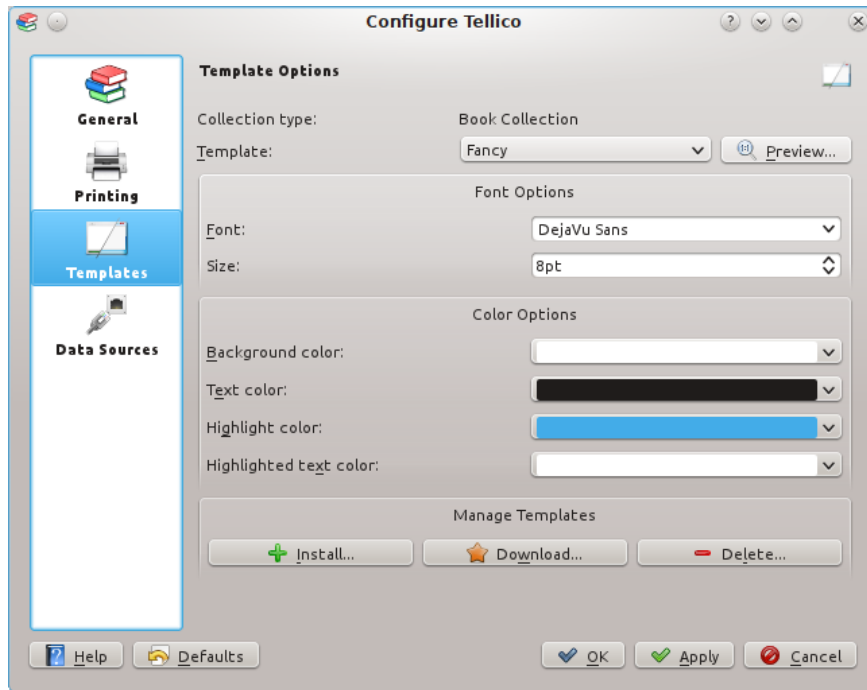 Configure Tellico
General
Printing
Templates
Data Sources
Template Options
Collection type: Book Collection
Template: Fancy Preview...
Font Options
Font: DejaVu Sans
Size: 8pt
Color Options
Background color:
Text color:
Highlight color:
Highlighted text color:
Manage Templates
Install... Download... Delete...
Help Defaults OK Apply Cancel